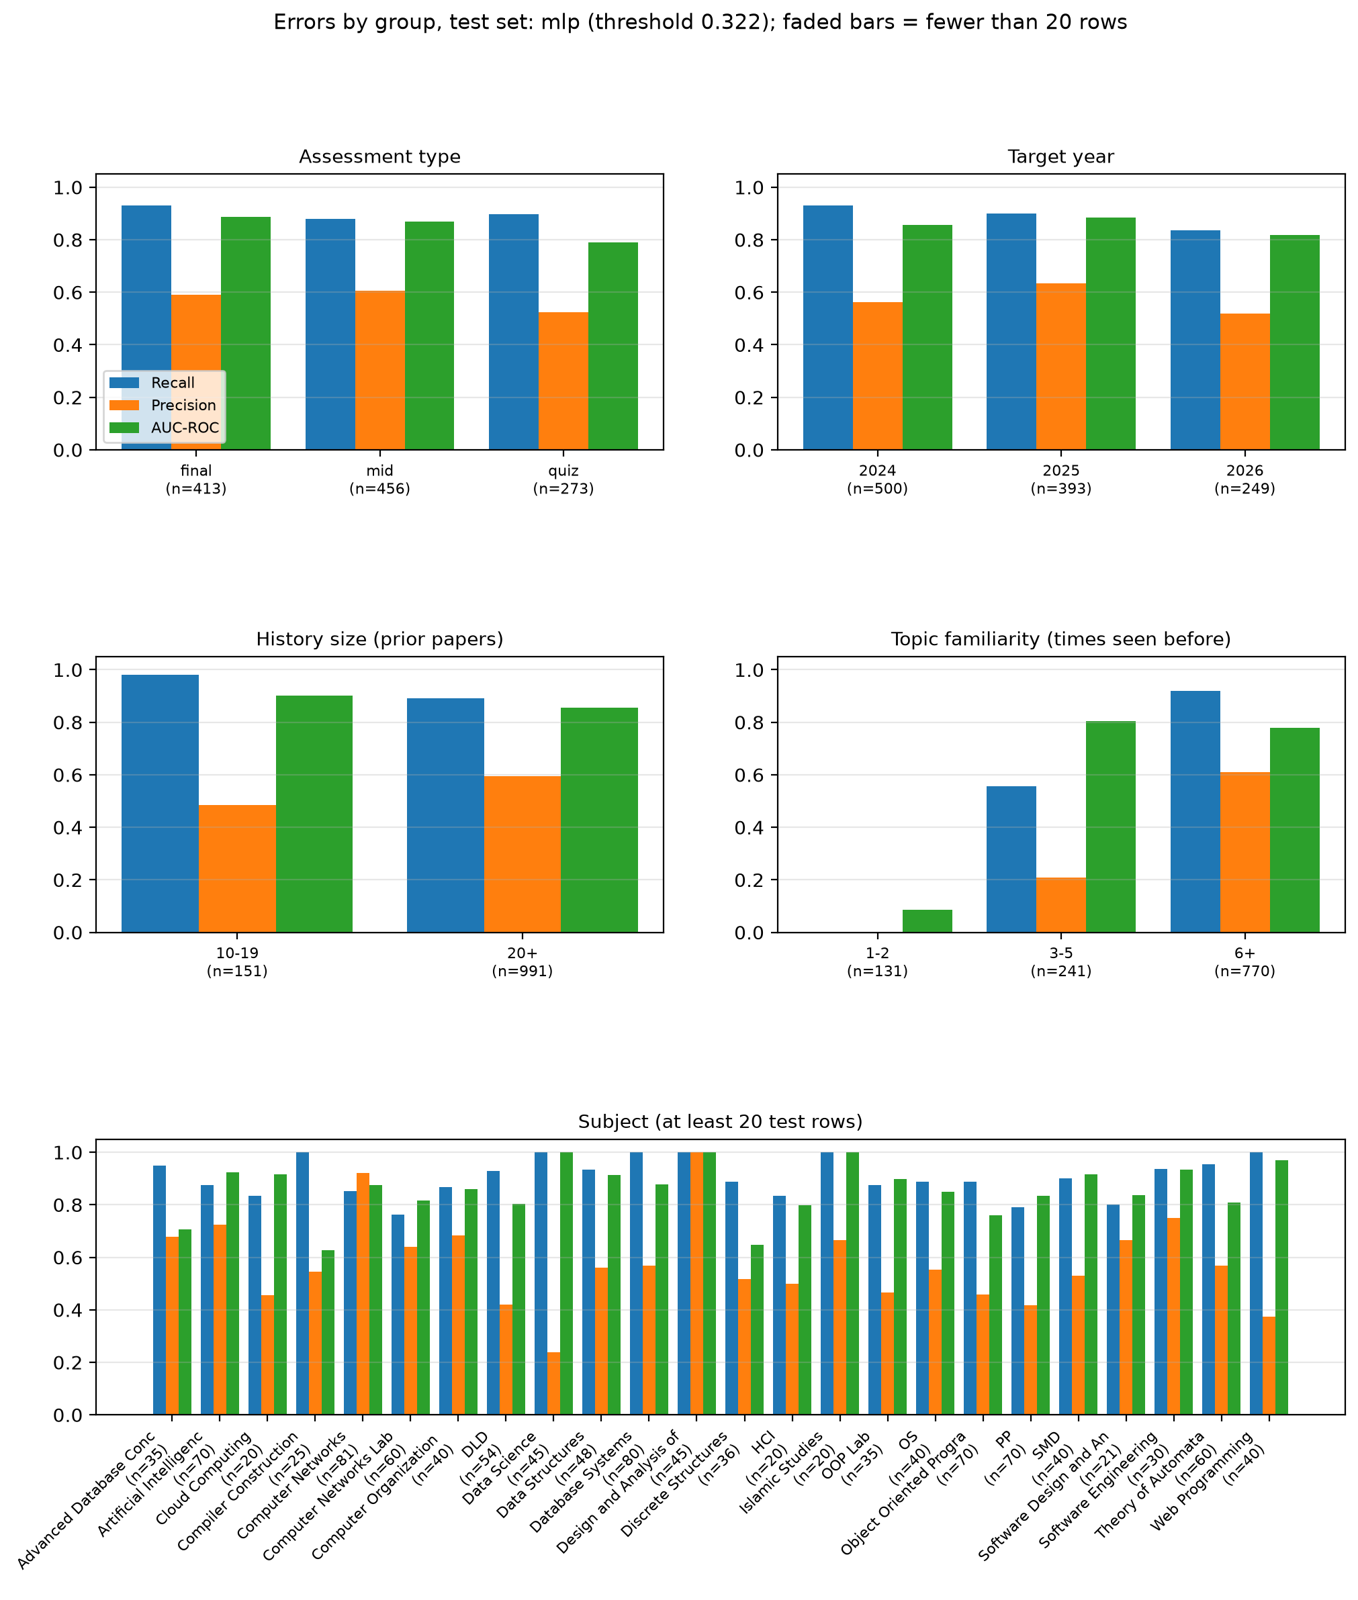 Errors by group, test set: mlp (threshold 0.322); faded bars = fewer than 20 rows
Assessment type
1.0
0.8
0.6
0.4
0.2
0.0
Recall
Precision
AUC-ROC
final
(n=413)
mid
(n=456)
quiz
(n=273)
Target year
1.0
0.8
0.6
0.4
0.2
0.0
2024
(n=500)
2025
(n=393)
2026
(n=249)
History size (prior papers)
1.0
0.8
0.6
0.4
0.2
0.0
10-19
(n=151)
20+
(n=991)
Topic familiarity (times seen before)
1.0
0.8
0.6
0.4
0.2
0.0
1-2
(n=131)
3-5
(n=241)
6+
(n=770)
Subject (at least 20 test rows)
1.0
0.8
0.6
0.4
0.2
0.0
Advanced Database Conc
(n=35)
Artificial Intelligenc
(n=70)
Cloud Computing
(n=20)
Compiler Construction
(n=25)
Computer Networks
(n=81)
Computer Networks Lab
(n=60)
Computer Organization
(n=40)
DLD
(n=54)
Data Science
(n=45)
Data Structures
(n=48)
Database Systems
(n=80)
Design and Analysis of
(n=45)
Discrete Structures
(n=36)
HCI
(n=20)
Islamic Studies
(n=20)
OOP Lab
(n=35)
OS
(n=40)
Object Oriented Progra
(n=70)
PP
(n=70)
SMD
(n=40)
Software Design and An
(n=21)
Software Engineering
(n=30)
Theory of Automata
(n=60)
Web Programming
(n=40)